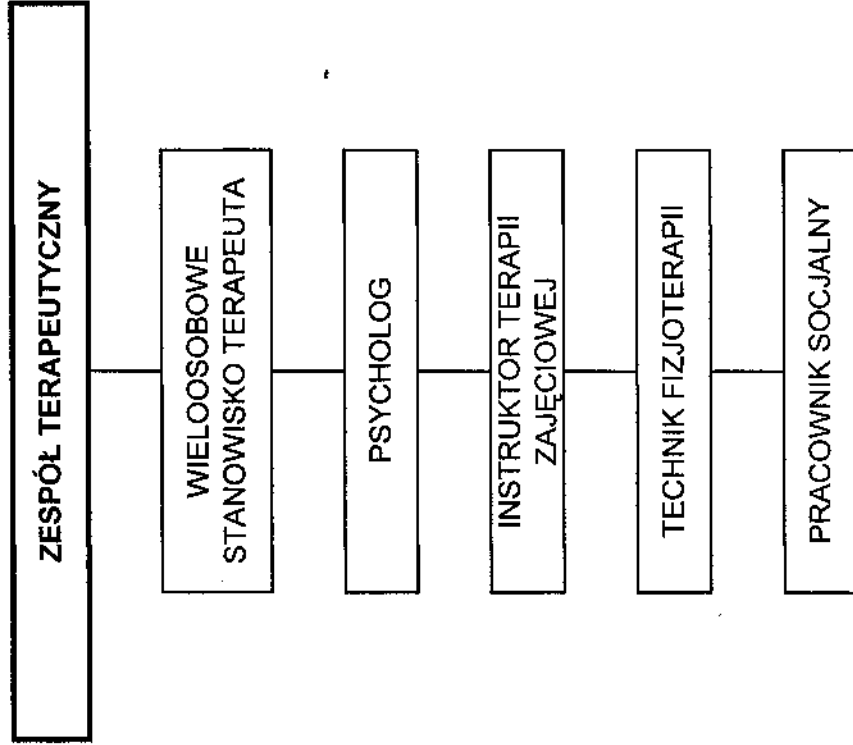 ZESPÓŁ TERAPEUTYCZNY
WIELOOSOBOWE
STANOWISKO TERAPEUTA
PSYCHOLOG
INSTRUKTOR TERAPII
ZAJĘCIOWEJ
TECHNIK FIZJOTERAPII
PRACOWNIK SOCJALNY